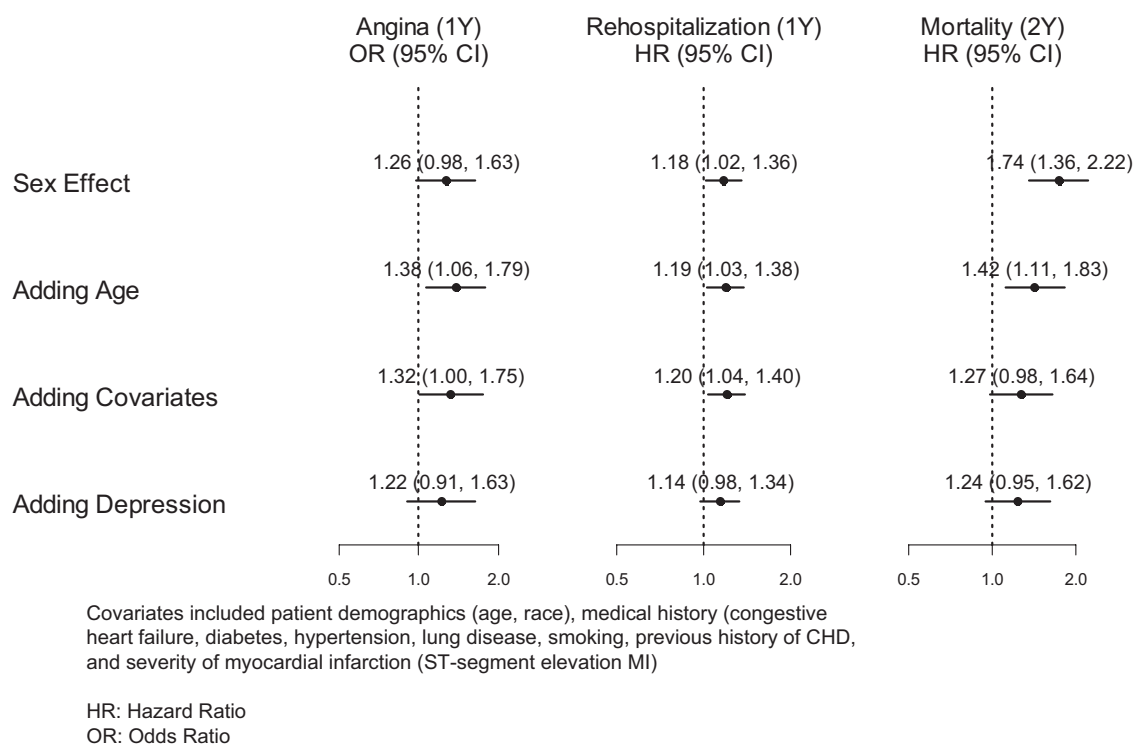 Angina (1Y) Rehospitalization (1Y) Mortality (2Y)
OR (95% CI) HR (95% CI) HR (95% CI)
1.26 (0.98, 1.63) 1.18 (1.02, 1.36) 1.74 (1.36, 2.22)
Sex Effect
1.38 (1.06, 1.79) 1.19 (1.03, 1.38) 1.42 (1.11, 1.83)
Adding Age
1.32 (1.00, 1.75) 1.20 (1.04, 1.40) 1.27 (0.98, 1.64)
Adding Covariates
1.22 (0.91, 1.63) 1.14 (0.98, 1.34) 1.24 (0.95, 1.62)
Adding Depression
0.5 1.0 2.0 0.5 1.0 2.0 0.5 1.0 2.0
Covariates included patient demographics (age, race), medical history (congestive
heart failure, diabetes, hypertension, lung disease, smoking, previous history of CHD,
and severity of myocardial infarction (ST-segment elevation MI)
HR: Hazard Ratio
OR: Odds Ratio